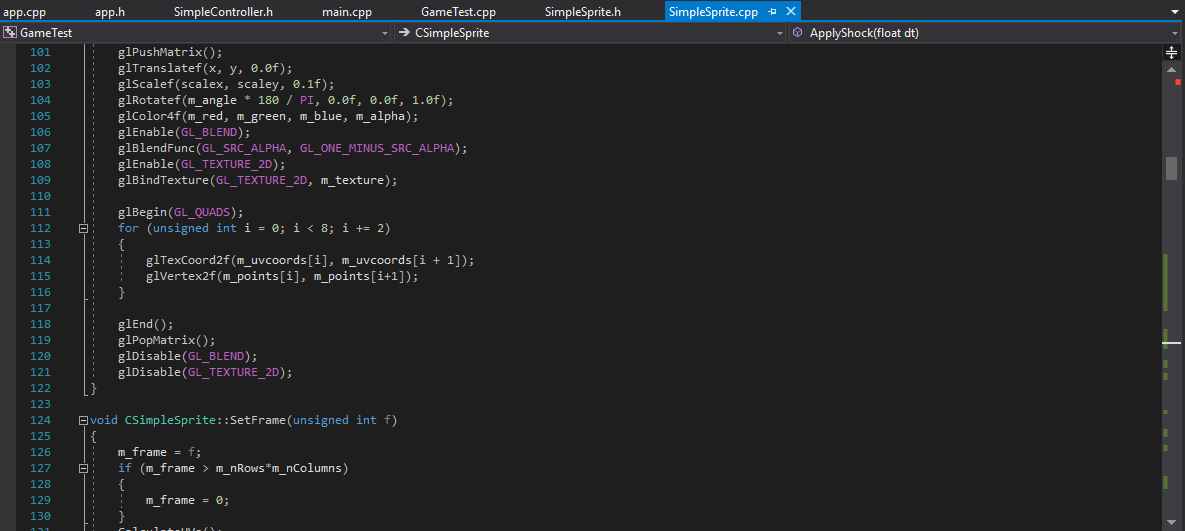 app.cpp app.h SimpleController.h main.cpp GameTest.cpp SimpleSprite.h SimpleSprite.cpp
GameTest CSimpleSprite ApplyShock(float dt)
101 glPushMatrix();
102 glTranslatef(x, y, 0.0f);
103 glScalef(scalex, scaley, 0.1f);
104 glRotatef(m_angle * 180 / PI, 0.0f, 0.0f, 1.0f);
105 glColor4f(m_red, m_green, m_blue, m_alpha);
106 glEnable(GL_BLEND);
107 glBlendFunc(GL_SRC_ALPHA, GL_ONE_MINUS_SRC_ALPHA);
108 glEnable(GL_TEXTURE_2D);
109 glBindTexture(GL_TEXTURE_2D, m_texture);
110
111 glBegin(GL_QUADS);
112 for (unsigned int i = 0; i < 8; i += 2)
113 {
114 glTexCoord2f(m_uvcoords[i], m_uvcoords[i + 1]);
115 glVertex2f(m_points[i], m_points[i+1]);
116 }
117
118 glEnd();
119 glPopMatrix();
120 glDisable(GL_BLEND);
121 glDisable(GL_TEXTURE_2D);
122 }
123
124 void CSimpleSprite::SetFrame(unsigned int f)
125 {
126 m_frame = f;
127 if (m_frame > m_nRows*m_nColumns)
128 {
129 m_frame = 0;
130 }